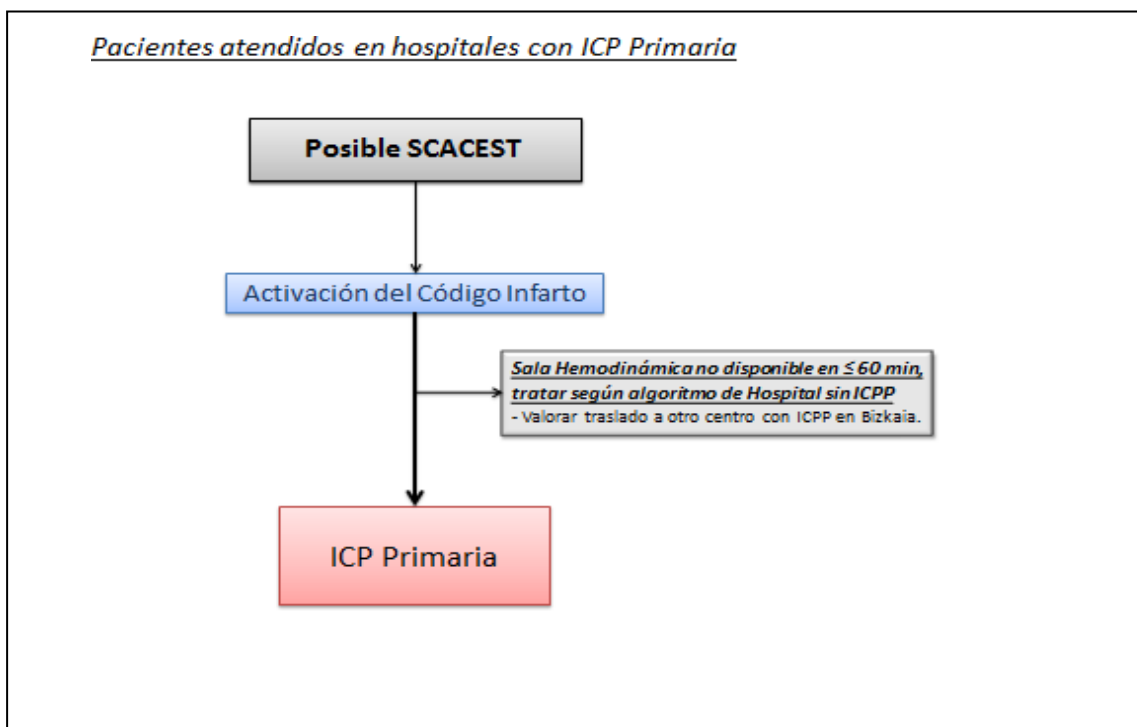 Pacientes atendidos en hospitales con ICP Primaria
Posible SCACEST
Activación del Código Infarto
Sala Hemodinámica no disponible en ≤ 60 min,
tratar según algoritmo de Hospital sin ICPP
- Valorar traslado a otro centro con ICPP en Bizkaia.
ICP Primaria